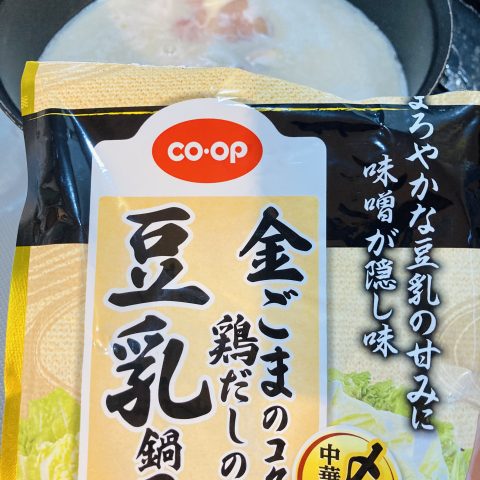 co·op
まろやかな豆乳の甘みに
味噌が隠し味
金ごまのコク
鶏だしの
豆乳鍋
〆
中華